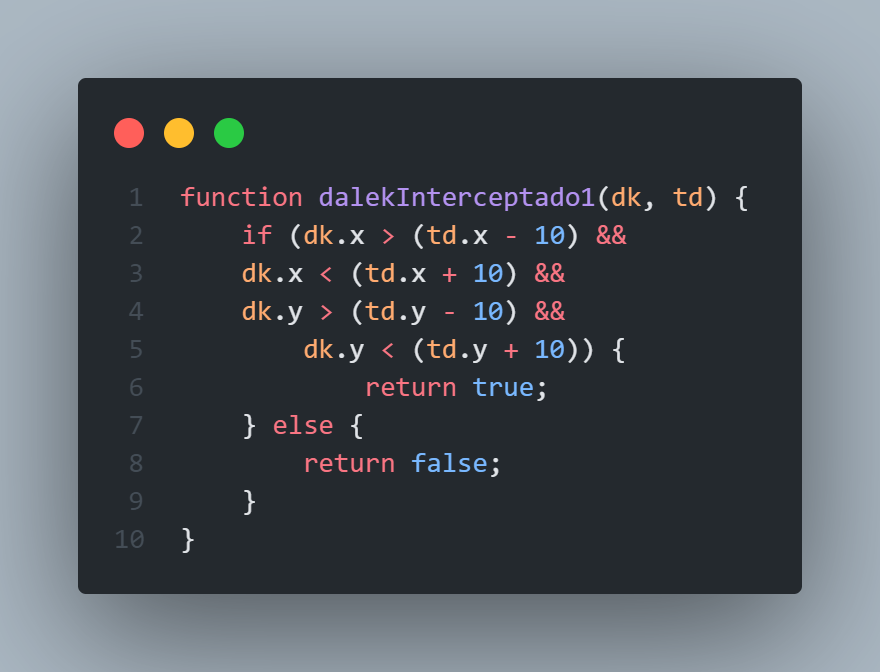 1 function dalekInterceptado1(dk, td) {
2     if (dk.x > (td.x - 10) &&
3     dk.x < (td.x + 10) &&
4     dk.y > (td.y - 10) &&
5         dk.y < (td.y + 10)) {
6             return true;
7     } else {
8         return false;
9     }
10 }